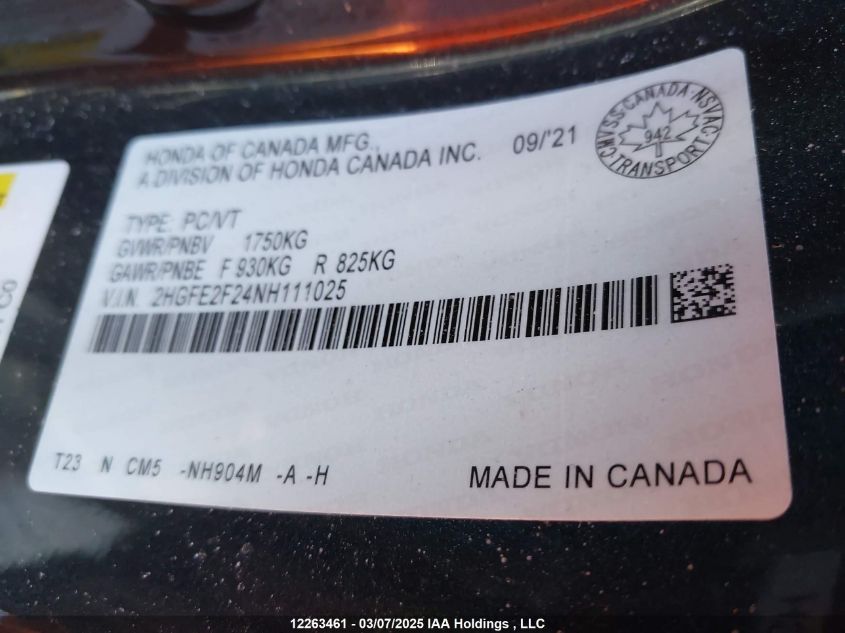 HONDA OF CANADA MFG.,
A DIVISION OF HONDA CANADA INC.
09/'21
CMVSS·CANADA·NSVAC
942
TRANSPORT
TYPE: PC/VT
GVWR/PNBV 1750KG
GAWR/PNBE F 930KG R 825KG
V.I.N. 2HGFE2F24NH111025
T23 N CM5 -NH904M -A -H
MADE IN CANADA
12263461 - 03/07/2025 IAA Holdings , LLC